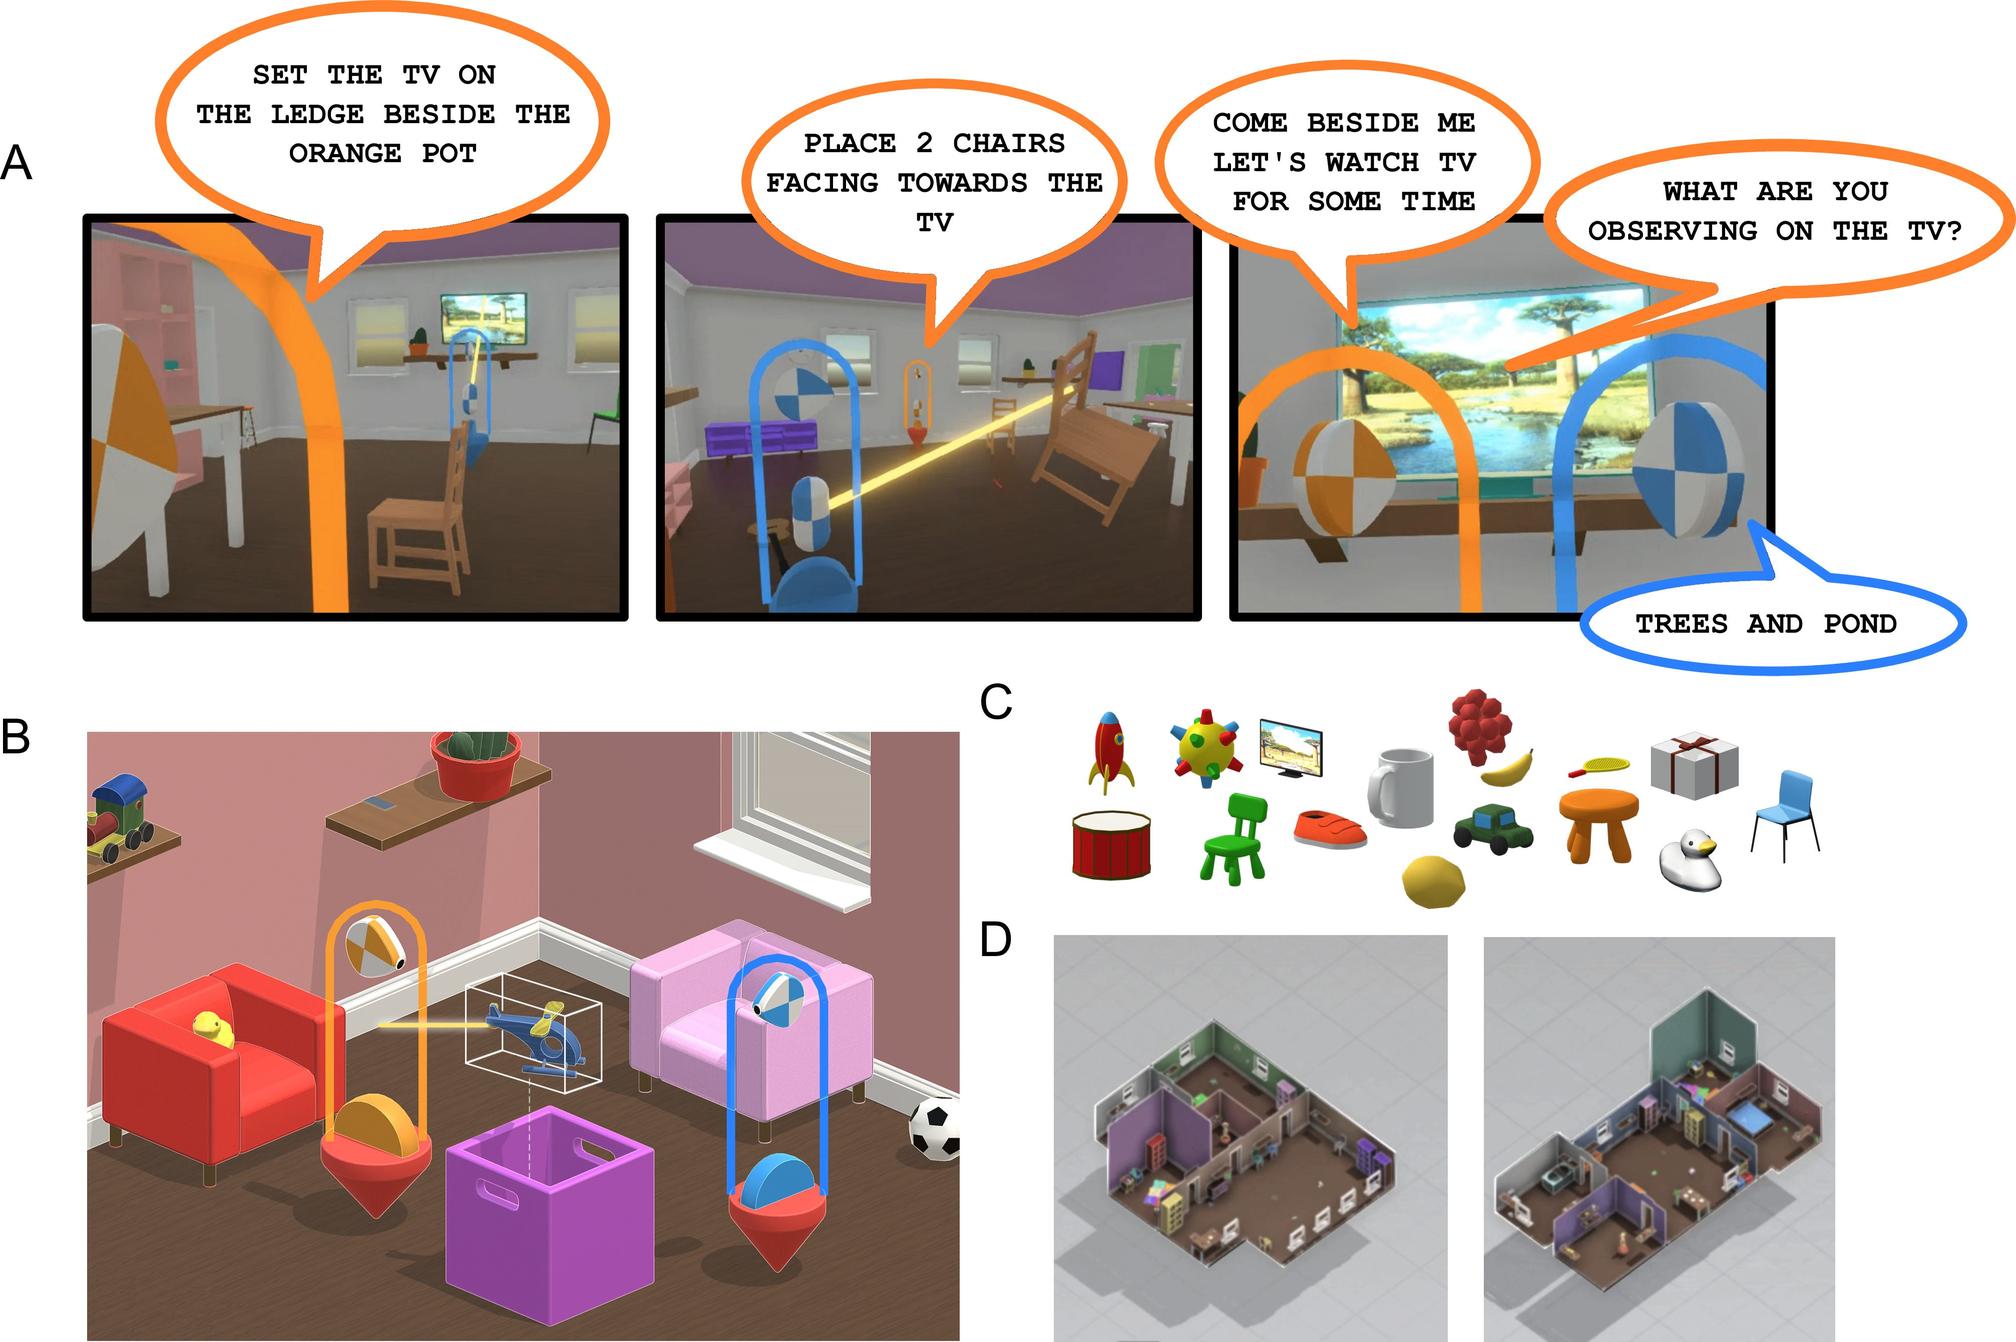 A
SET THE TV ON
THE LEDGE BESIDE THE
ORANGE POT
PLACE 2 CHAIRS
FACING TOWARDS THE
TV
COME BESIDE ME
LET'S WATCH TV
FOR SOME TIME
WHAT ARE YOU
OBSERVING ON THE TV?
TREES AND POND
B
C
D